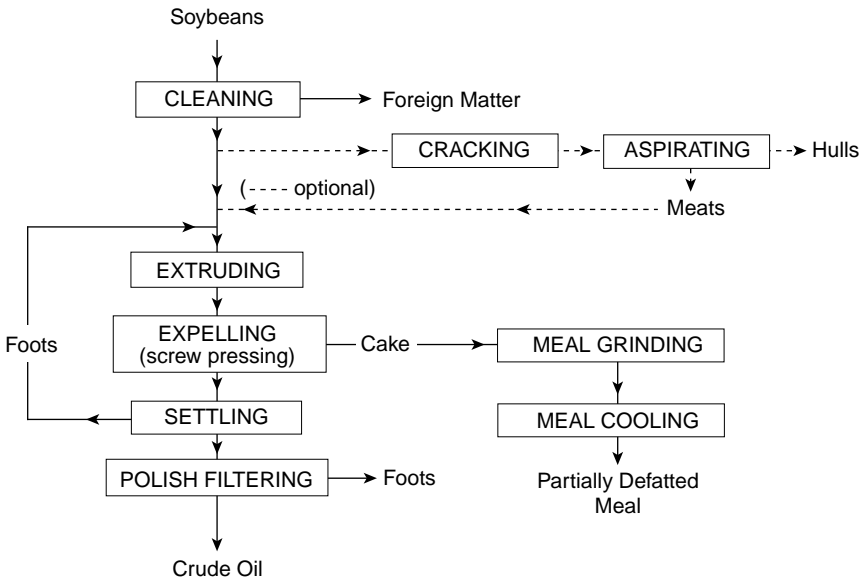 Soybeans
CLEANING
Foreign Matter
CRACKING
ASPIRATING
Hulls
(---- optional)
Meats
EXTRUDING
EXPELLING
(screw pressing)
Cake
MEAL GRINDING
Foots
SETTLING
MEAL COOLING
POLISH FILTERING
Foots
Partially Defatted
Meal
Crude Oil